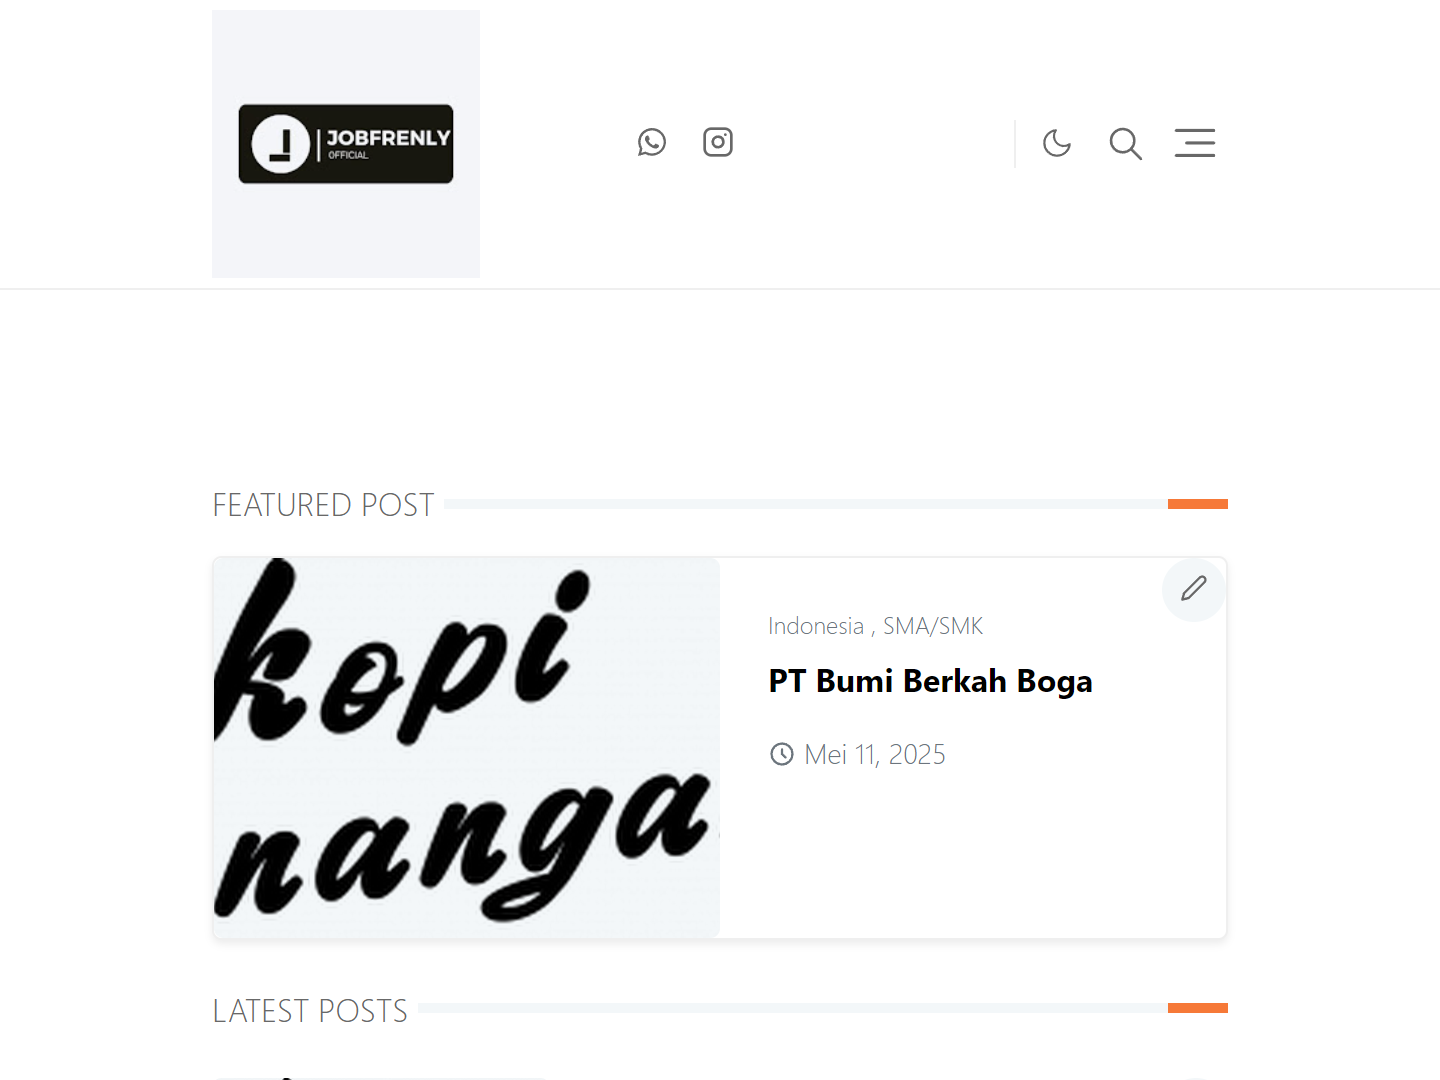 JOBFRENLY
OFFICIAL
FEATURED POST
kopi
nanga
Indonesia , SMA/SMK
PT Bumi Berkah Boga
Mei 11, 2025
LATEST POSTS